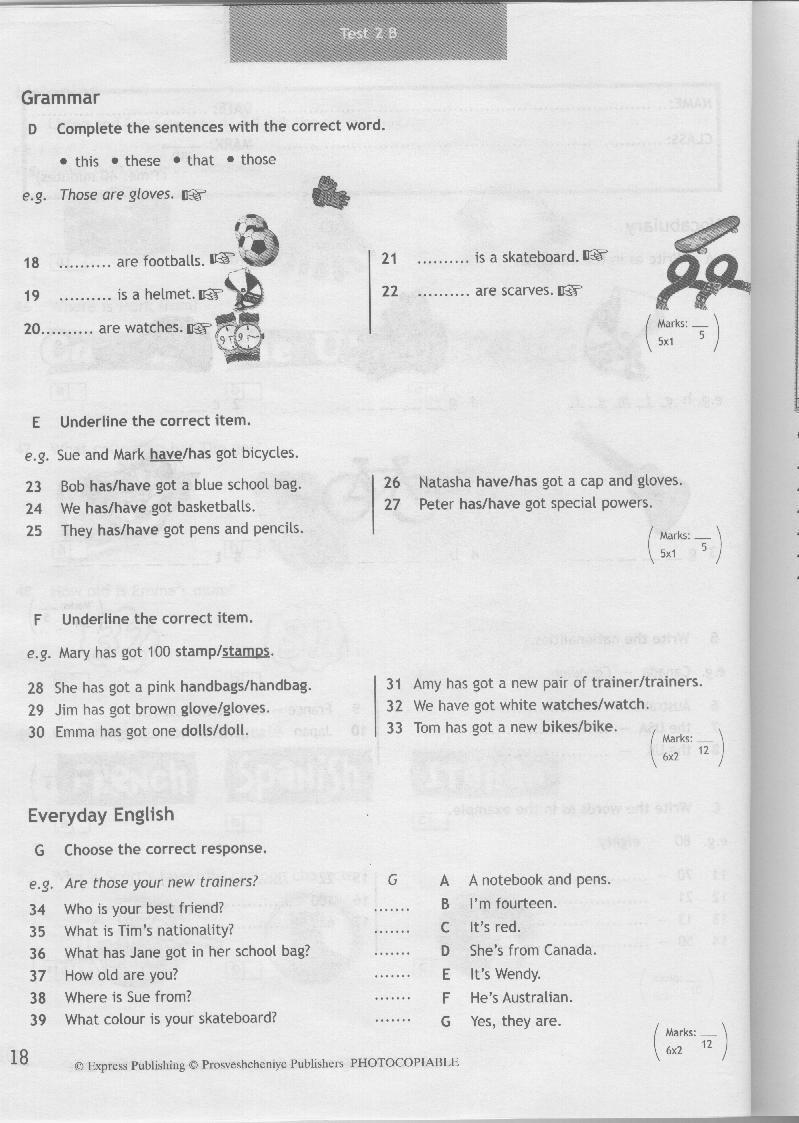 Test 2 B
Grammar
D Complete the sentences with the correct word.
• this • these • that • those
e.g. Those are gloves.
18 .......... are footballs.
19 .......... is a helmet.
20.......... are watches.
21 .......... is a skateboard.
22 .......... are scarves.
Marks: __
5x1 5
E Underline the correct item.
e.g. Sue and Mark have/has got bicycles.
23 Bob has/have got a blue school bag.
24 We has/have got basketballs.
25 They has/have got pens and pencils.
26 Natasha have/has got a cap and gloves.
27 Peter has/have got special powers.
Marks: __
5x1 5
F Underline the correct item.
e.g. Mary has got 100 stamp/stamps.
28 She has got a pink handbags/handbag.
29 Jim has got brown glove/gloves.
30 Emma has got one dolls/doll.
31 Amy has got a new pair of trainer/trainers.
32 We have got white watches/watch.
33 Tom has got a new bikes/bike.
Marks: __
6x2 12
Everyday English
G Choose the correct response.
e.g. Are those your new trainers? G
34 Who is your best friend? .......
35 What is Tim's nationality? .......
36 What has Jane got in her school bag? .......
37 How old are you? .......
38 Where is Sue from? .......
39 What colour is your skateboard? .......
A A notebook and pens.
B I'm fourteen.
C It's red.
D She's from Canada.
E It's Wendy.
F He's Australian.
G Yes, they are.
Marks: __
6x2 12
18 © Express Publishing © Prosveshcheniye Publishers PHOTOCOPIABLE